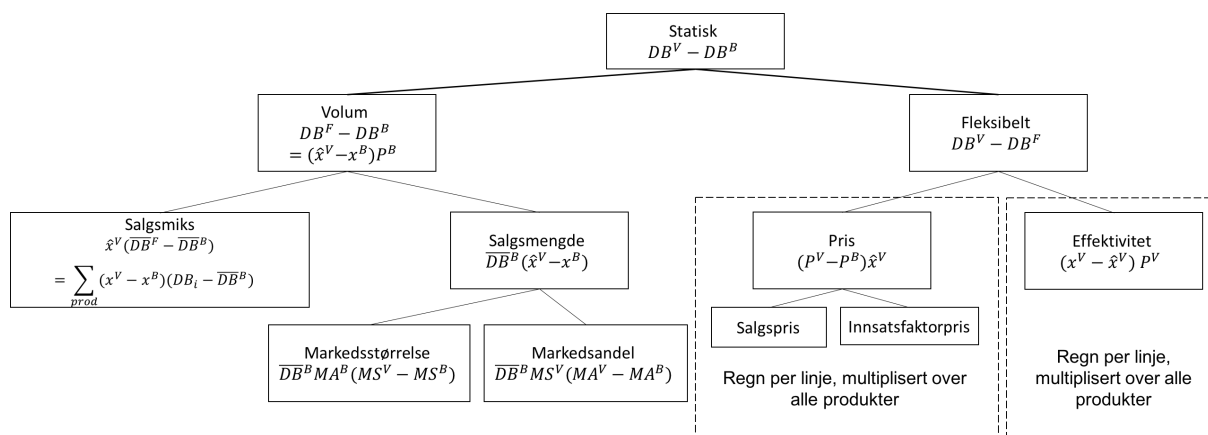 Statisk
DB^V − DB^B
Volum
DB^F − DB^B
= (x̂^V−x^B)P^B
Fleksibelt
DB^V − DB^F
Salgsmiks
x̂^V(D̅B̅^F − D̅B̅^B)
= ∑ (x^V − x^B)(DB_i − D̅B̅^B)
prod
Salgsmengde
D̅B̅^B(x̂^V−x^B)
Pris
(P^V−P^B)x̂^V
Effektivitet
(x^V − x̂^V) P^V
Salgspris
Innsatsfaktorpris
Markedsstørrelse
D̅B̅^B MA^B(MS^V − MS^B)
Markedsandel
D̅B̅^B MS^V(MA^V − MA^B)
Regn per linje, multiplisert over
alle produkter
Regn per linje,
multiplisert over alle
produkter